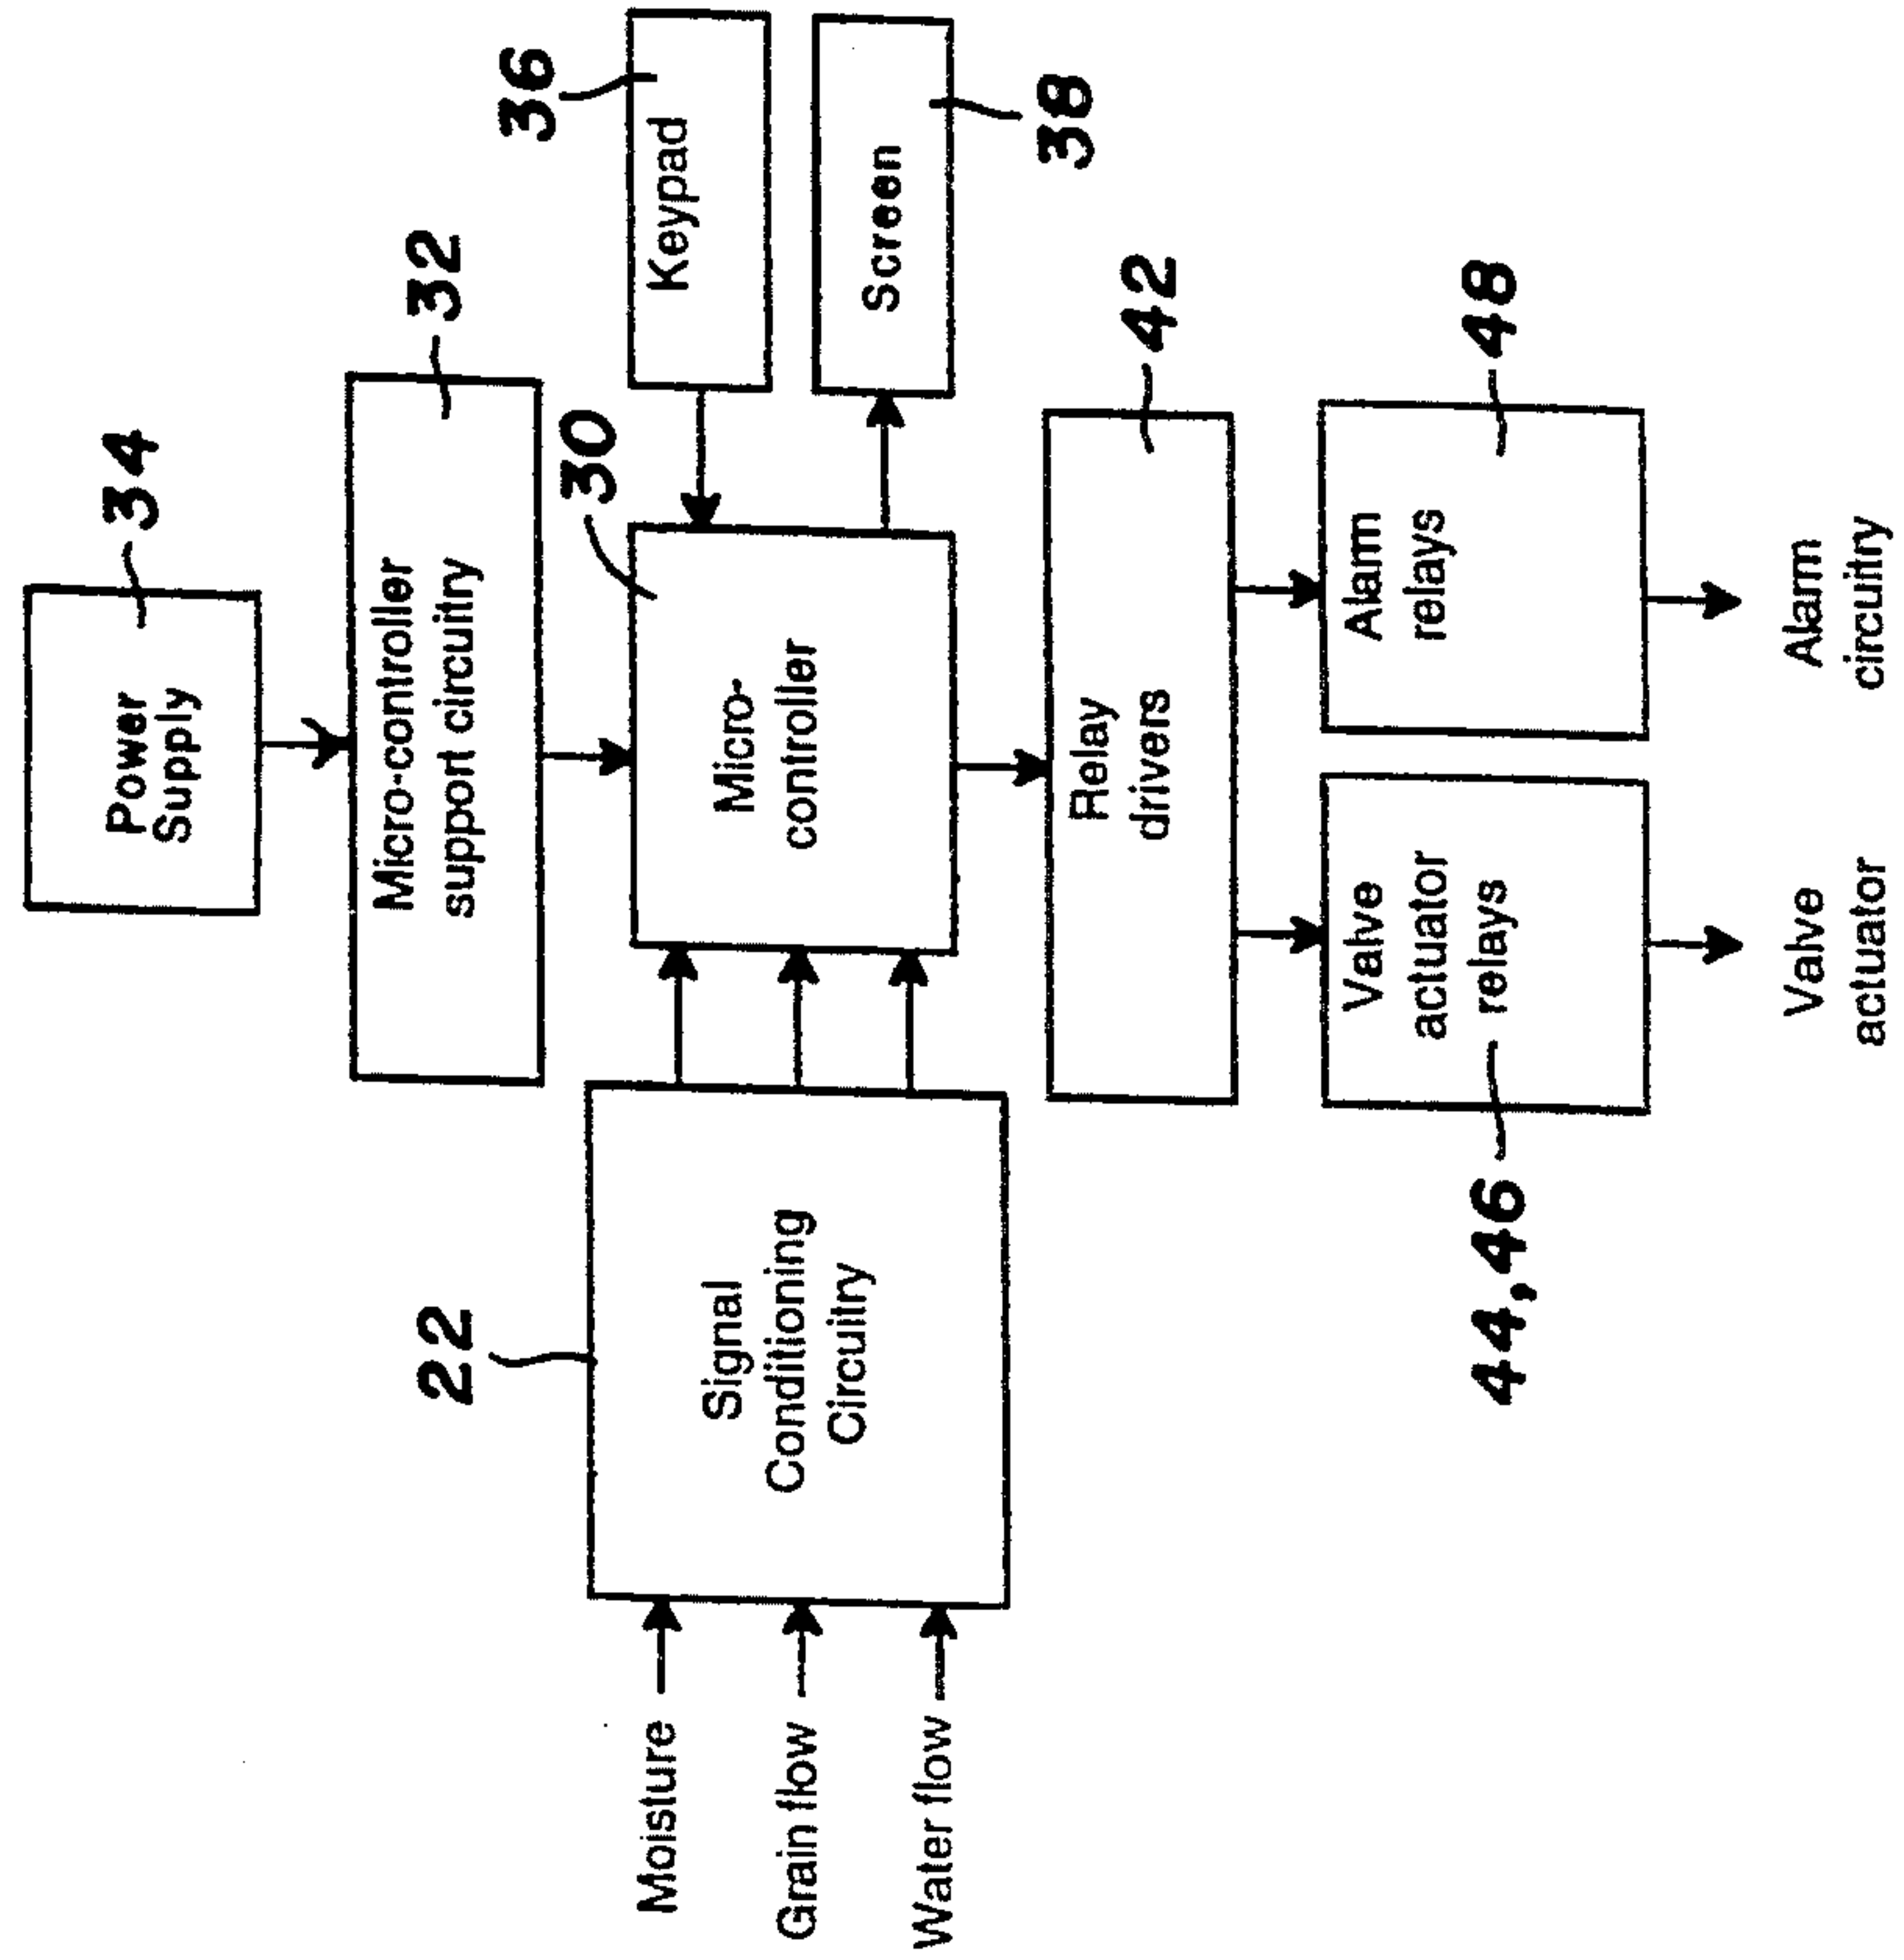 34
Power
Supply
32
Micro-controller
support circuitry
36
Keypad
30
Micro-
controller
Screen
38
22
Signal
Conditioning
Circuitry
Moisture
Grain flow
Water flow
42
Relay
drivers
44,46
Valve
actuator
relays
48
Alarm
relays
Valve
actuator
Alarm
circuitry